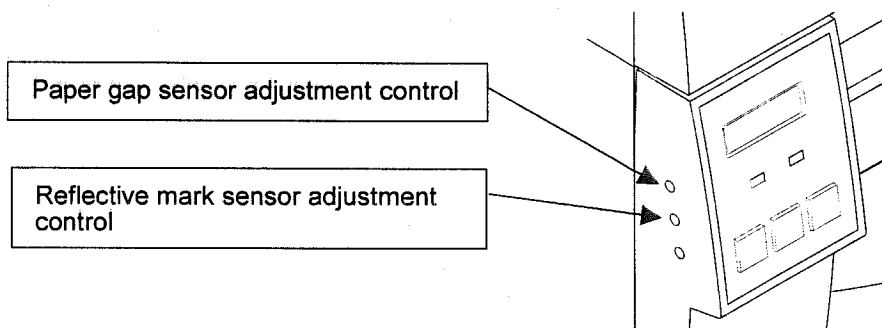 Paper gap sensor adjustment control
Reflective mark sensor adjustment
control